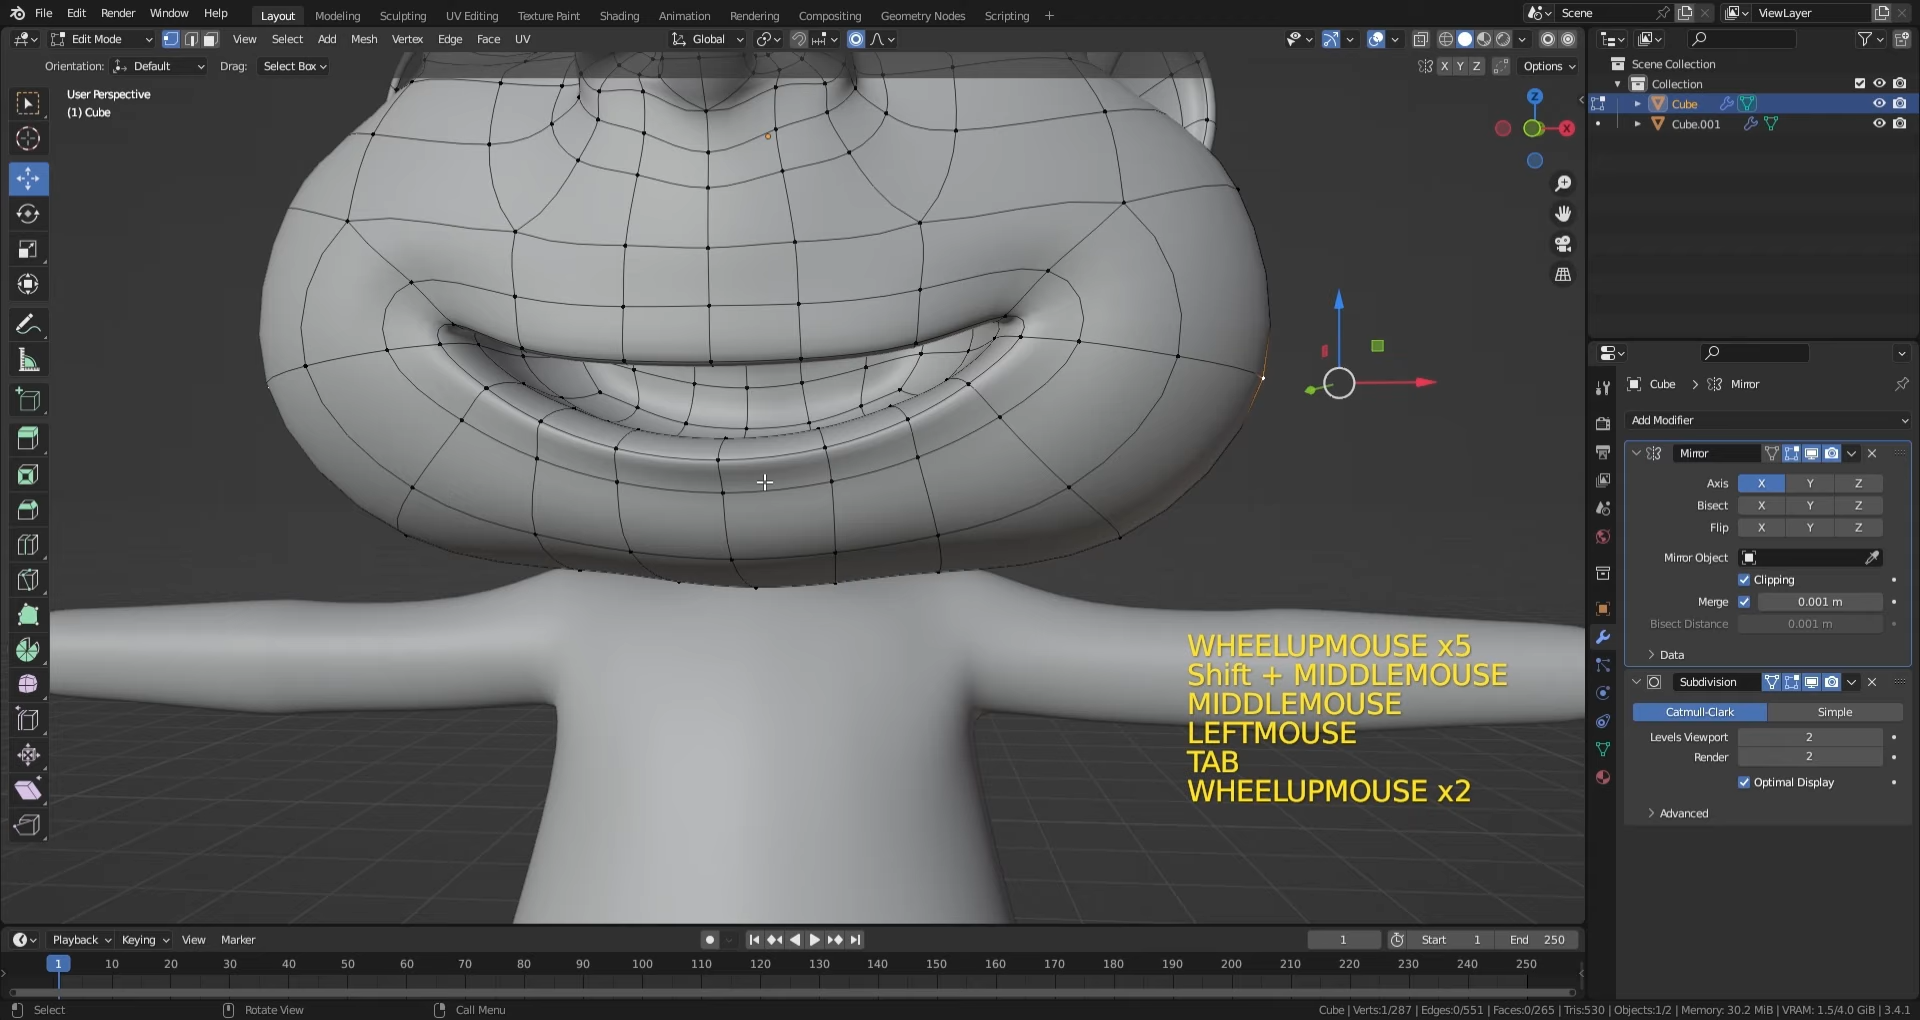 File Edit Render Window Help Layout Modeling Sculpting UV Editing Texture Paint Shading Animation Rendering Compositing Geometry Nodes Scripting + Scene ViewLayer
Edit Mode View Select Add Mesh Vertex Edge Face UV Global
Orientation: Default Drag: Select Box X Y Z Options
User Perspective
(1) Cube
Z
X
Scene Collection
Collection
Cube
Cube.001
Cube > Mirror
Add Modifier
Mirror
Axis X Y Z
Bisect X Y Z
Flip X Y Z
Mirror Object
Clipping
Merge 0.001 m
Bisect Distance 0.001 m
Data
Subdivision
Catmull-Clark Simple
Levels Viewport 2
Render 2
Optimal Display
Advanced
WHEELUPMOUSE x5
Shift + MIDDLEMOUSE
MIDDLEMOUSE
LEFTMOUSE
TAB
WHEELUPMOUSE x2
Playback Keying View Marker 1 Start 1 End 250
1 10 20 30 40 50 60 70 80 90 100 110 120 130 140 150 160 170 180 190 200 210 220 230 240 250
Select Rotate View Call Menu Cube | Verts:1/287 | Edges:0/551 | Faces:0/265 | Tris:530 | Objects:1/2 | Memory: 30.2 MiB | VRAM: 1.5/4.0 GiB | 3.4.1